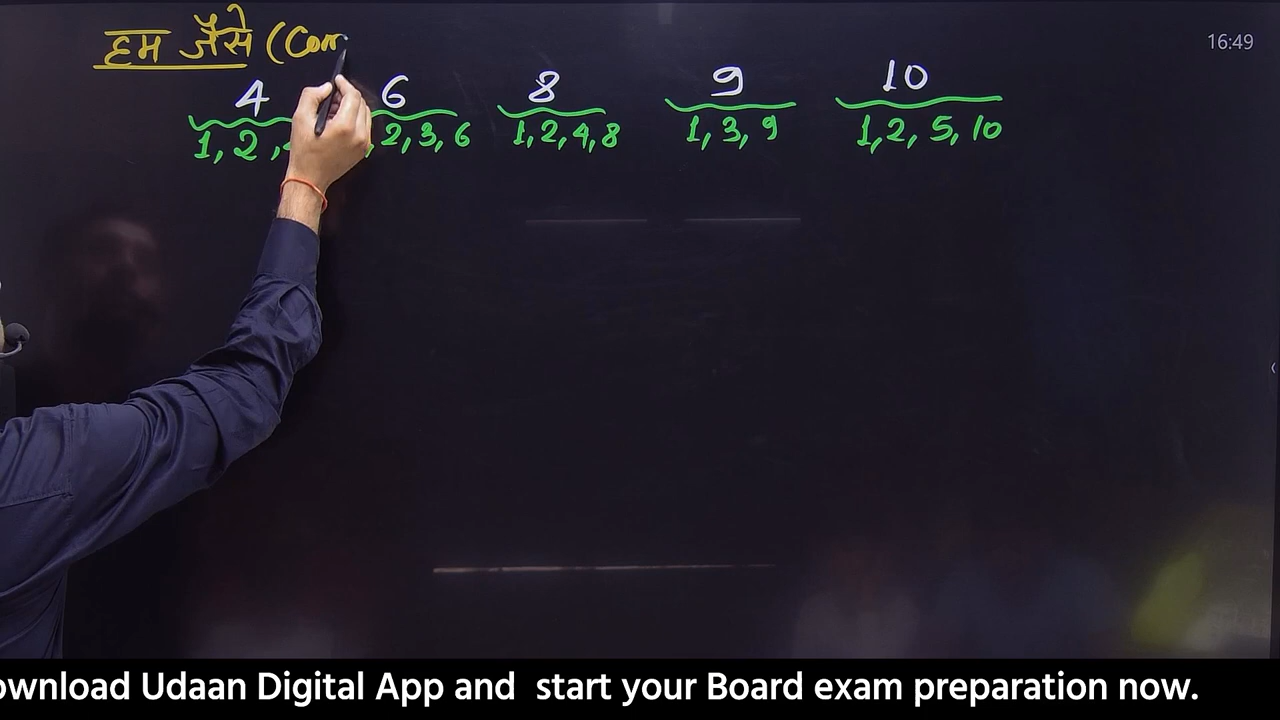 हम जैसे (Com
16:49
4 6 8 9 10
1, 2, 2, 3, 6 1, 2, 4, 8 1, 3, 9 1, 2, 5, 10
ownload Udaan Digital App and start your Board exam preparation now.